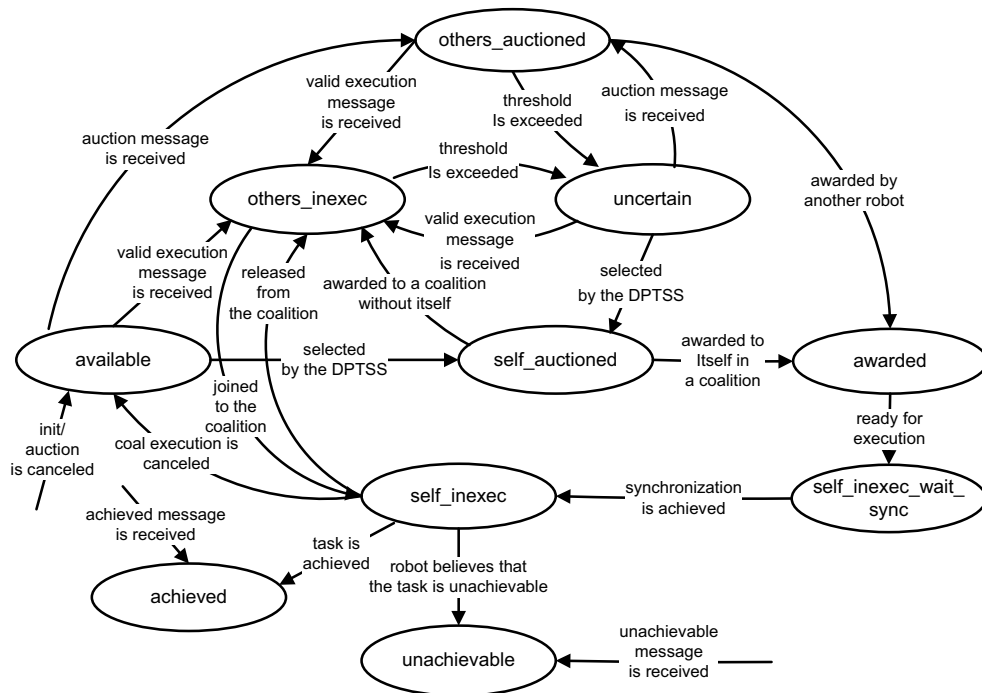 others_auctioned
valid execution
message
is received
threshold
Is exceeded
auction message
is received
auction message
is received
threshold
Is exceeded
others_inexec
uncertain
awarded by
another robot
valid execution
message
is received
valid execution
message
is received
released
from
the coalition
awarded to a coalition
without itself
selected
by the DPTSS
available
selected
by the DPTSS
self_auctioned
awarded to
Itself in
a coalition
awarded
joined
to the
coalition
init/
auction
is canceled
coal execution is
canceled
ready for
execution
self_inexec
synchronization
is achieved
self_inexec_wait_
sync
achieved message
is received
task is
achieved
robot believes that
the task is unachievable
achieved
unachievable
unachievable
message
is received